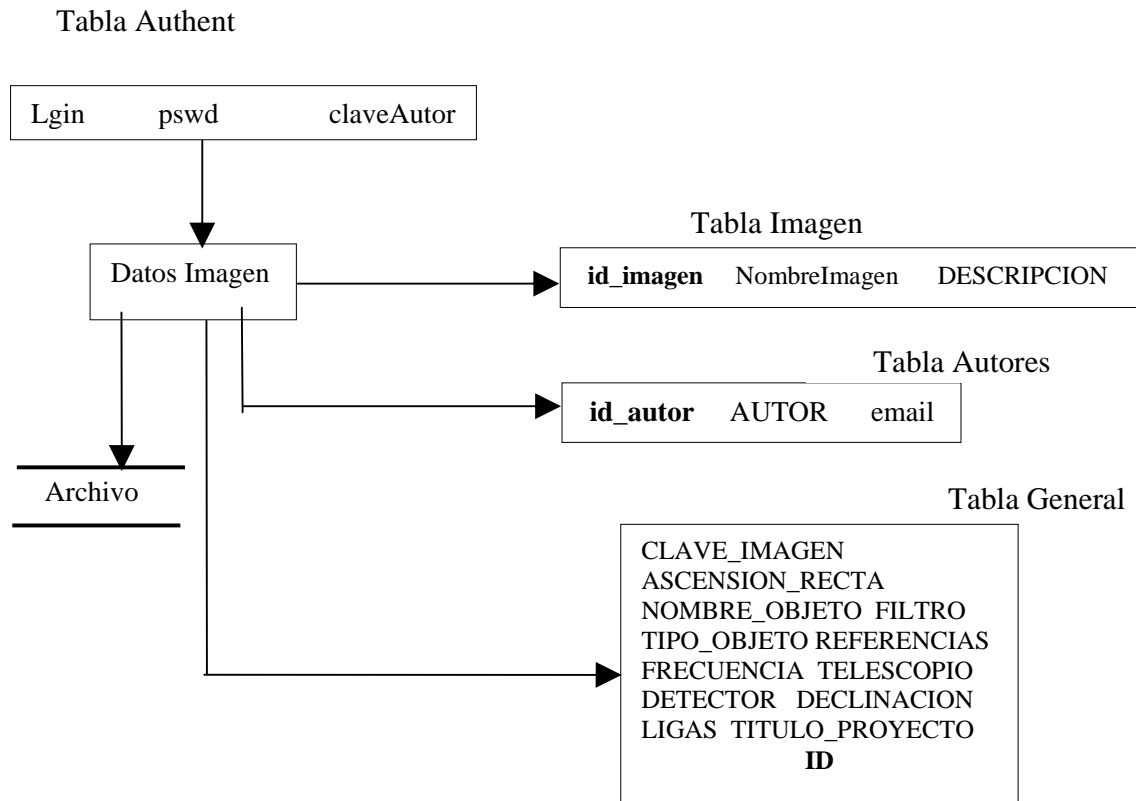 Tabla Authent
Lgin pswd claveAutor
Tabla Imagen
Datos Imagen
id_imagen NombreImagen DESCRIPCION
Tabla Autores
id_autor AUTOR email
Archivo
Tabla General
CLAVE_IMAGEN
ASCENSION_RECTA
NOMBRE_OBJETO FILTRO
TIPO_OBJETO REFERENCIAS
FRECUENCIA TELESCOPIO
DETECTOR DECLINACION
LIGAS TITULO_PROYECTO
ID